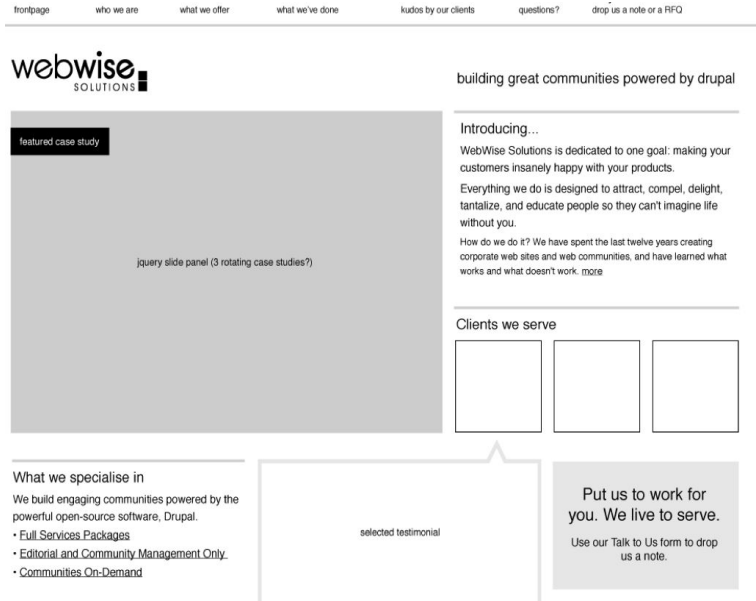 frontpage who we are what we offer what we've done kudos by our clients questions? drop us a note or a RFQ
webwise
SOLUTIONS
building great communities powered by drupal
featured case study
jquery slide panel (3 rotating case studies?)
Introducing...
WebWise Solutions is dedicated to one goal: making your
customers insanely happy with your products.
Everything we do is designed to attract, compel, delight,
tantalize, and educate people so they can't imagine life
without you.
How do we do it? We have spent the last twelve years creating
corporate web sites and web communities, and have learned what
works and what doesn't work. more
Clients we serve
What we specialise in
We build engaging communities powered by the
powerful open-source software, Drupal.
• Full Services Packages
• Editorial and Community Management Only
• Communities On-Demand
selected testimonial
Put us to work for
you. We live to serve.
Use our Talk to Us form to drop
us a note.